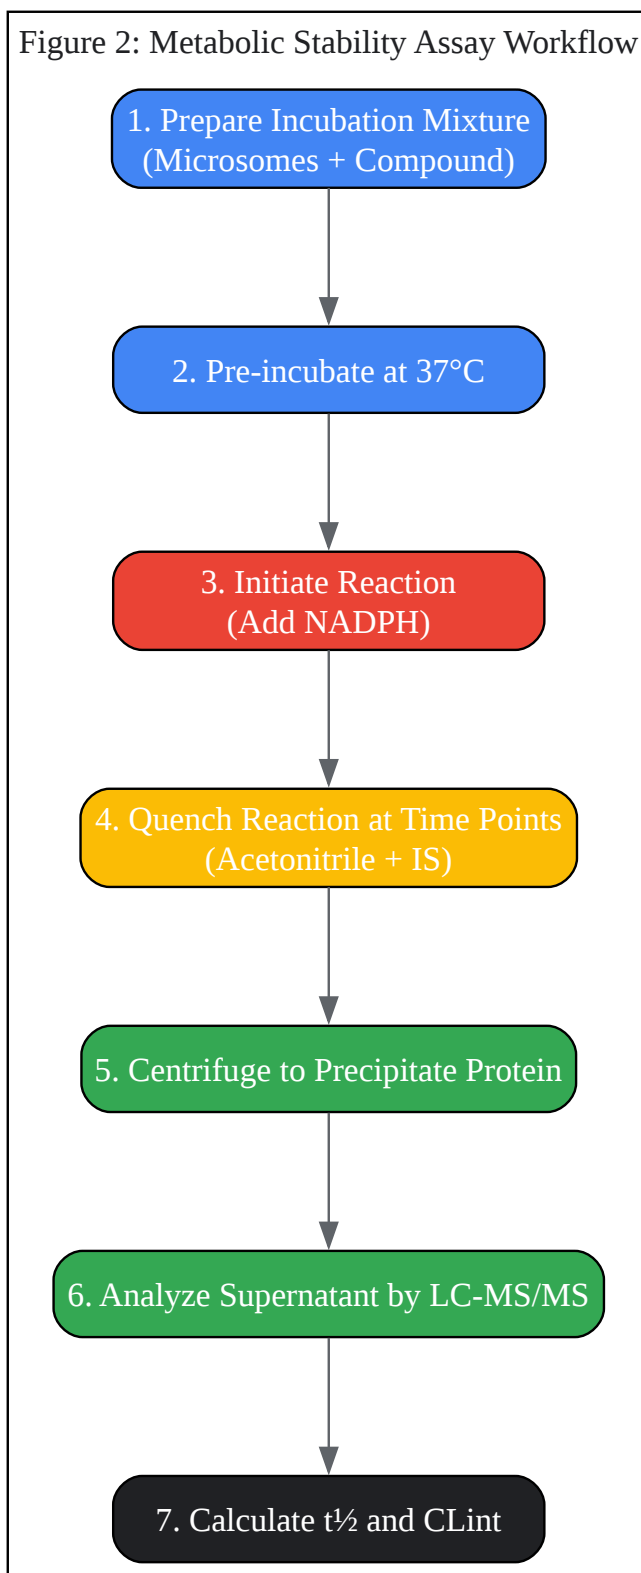 Figure 2: Metabolic Stability Assay Workflow
1. Prepare Incubation Mixture
(Microsomes + Compound)
2. Pre-incubate at 37°C
3. Initiate Reaction
(Add NADPH)
4. Quench Reaction at Time Points
(Acetonitrile + IS)
5. Centrifuge to Precipitate Protein
6. Analyze Supernatant by LC-MS/MS
7. Calculate t½ and CLint